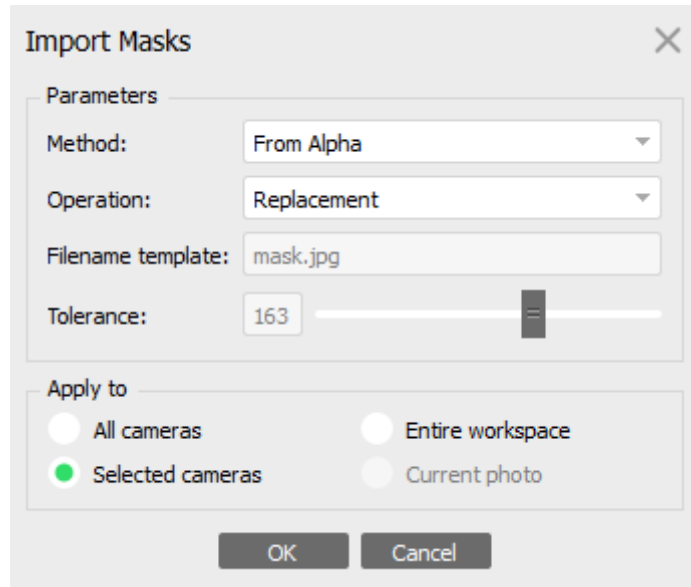 Import Masks
Parameters
Method: From Alpha
Operation: Replacement
Filename template: mask.jpg
Tolerance: 163
Apply to
All cameras Entire workspace
Selected cameras Current photo
OK Cancel